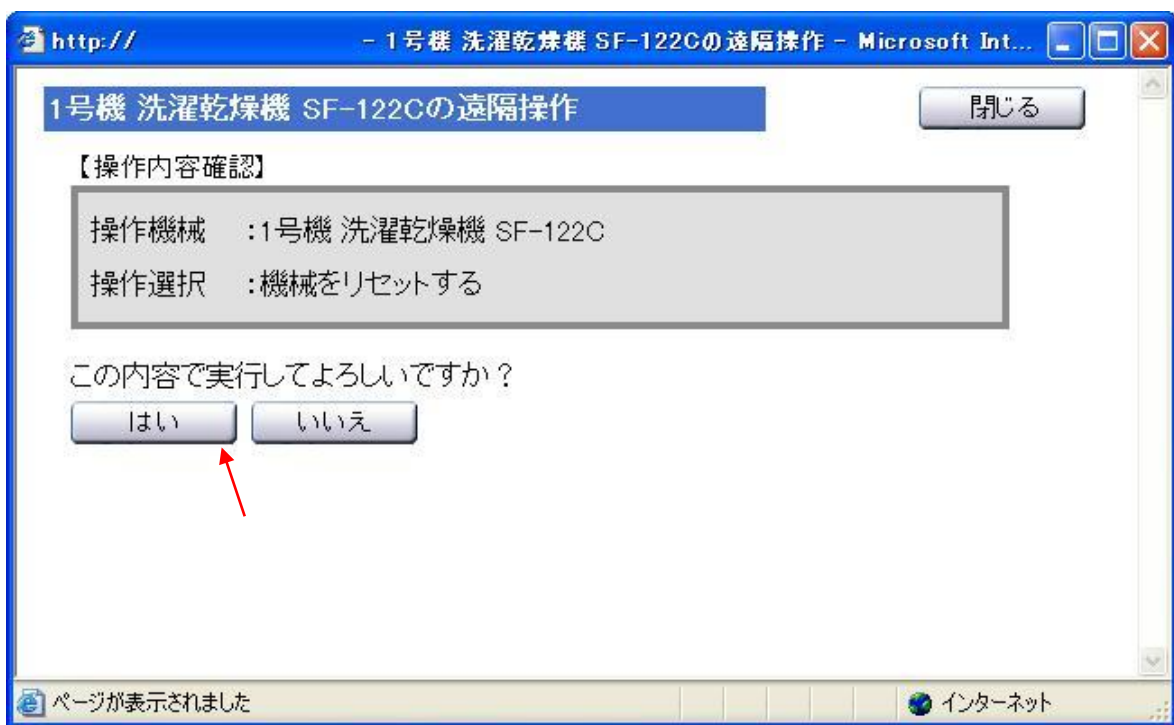 http:// - 1号機 洗濯乾燥機 SF-122Cの遠隔操作 - Microsoft Int...
1号機 洗濯乾燥機 SF-122Cの遠隔操作 閉じる
【操作内容確認】
操作機械 :1号機 洗濯乾燥機 SF-122C
操作選択 :機械をリセットする
この内容で実行してよろしいですか？
はい いいえ
ページが表示されました インターネット